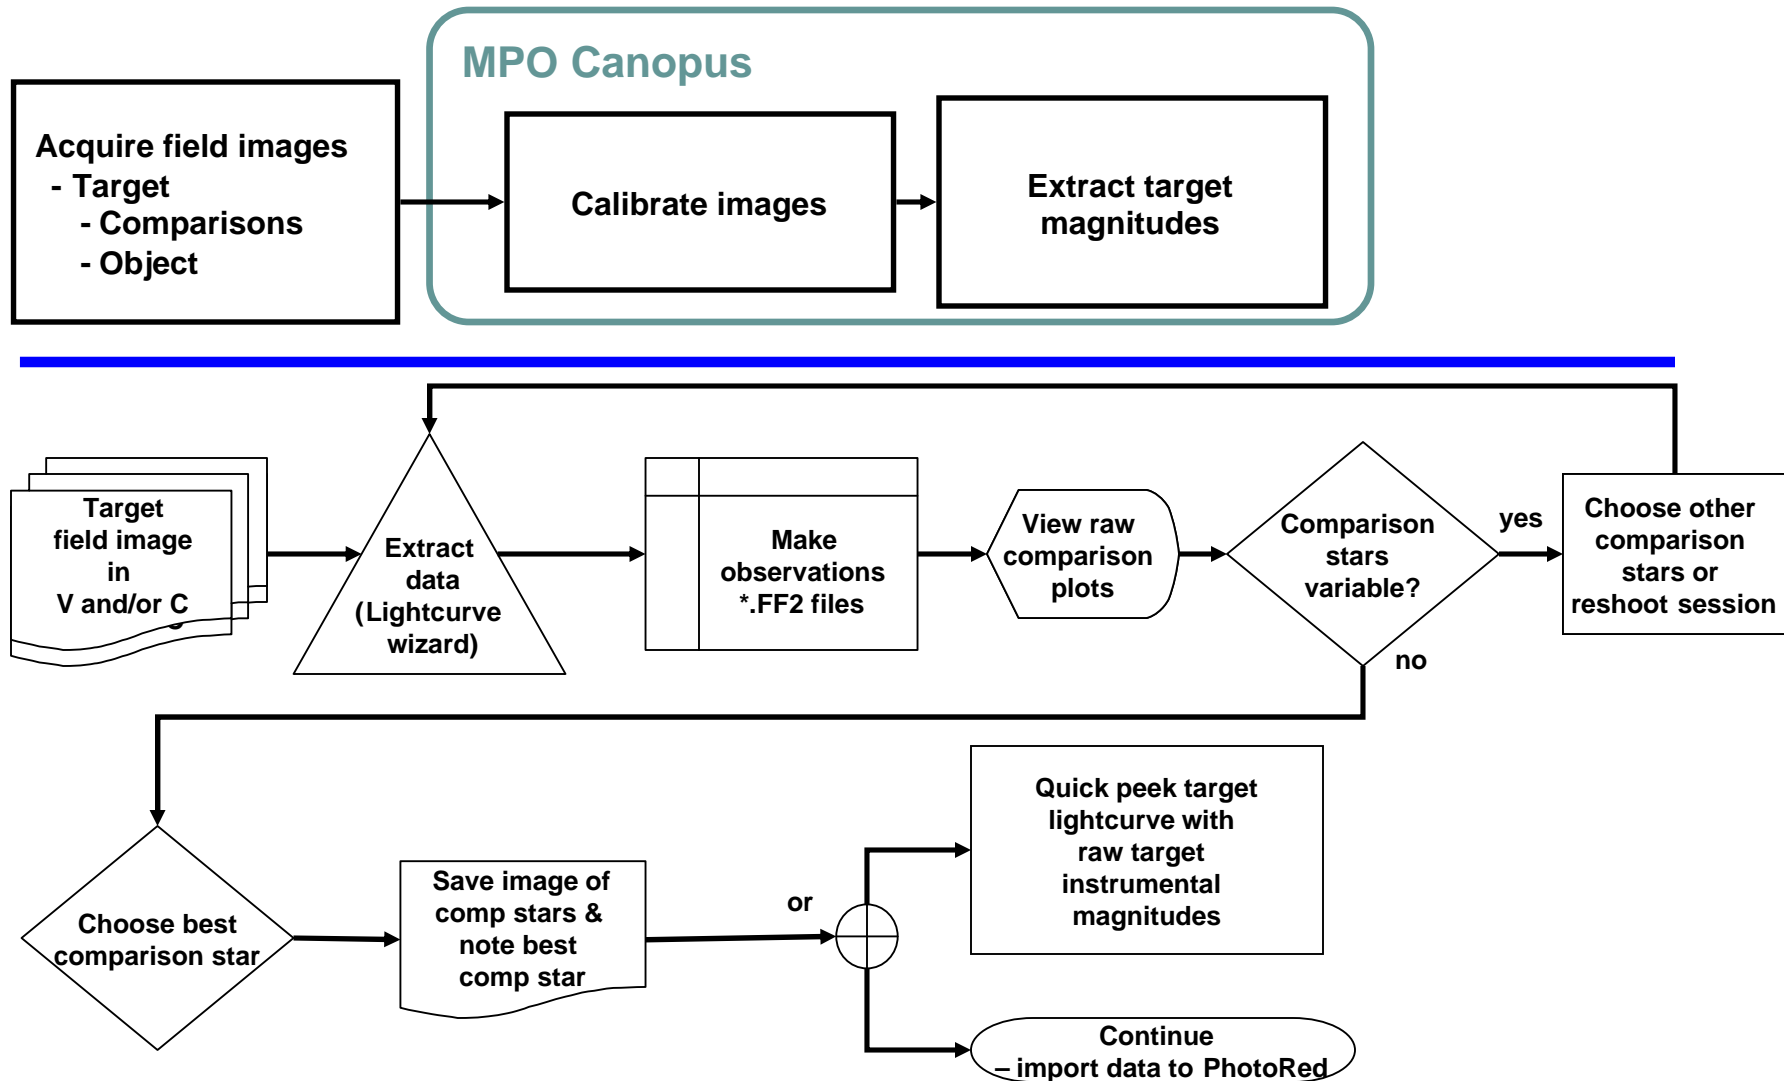 MPO Canopus
Acquire field images
- Target
- Comparisons
- Object
Calibrate images
Extract target
magnitudes
Target
field image
in
V and/or C
Extract
data
(Lightcurve
wizard)
Make
observations
*.FF2 files
View raw
comparison
plots
Comparison
stars
variable?
yes
no
Choose other
comparison
stars or
reshoot session
Choose best
comparison star
Save image of
comp stars &
note best
comp star
or
Quick peek target
lightcurve with
raw target
instrumental
magnitudes
Continue
– import data to PhotoRed